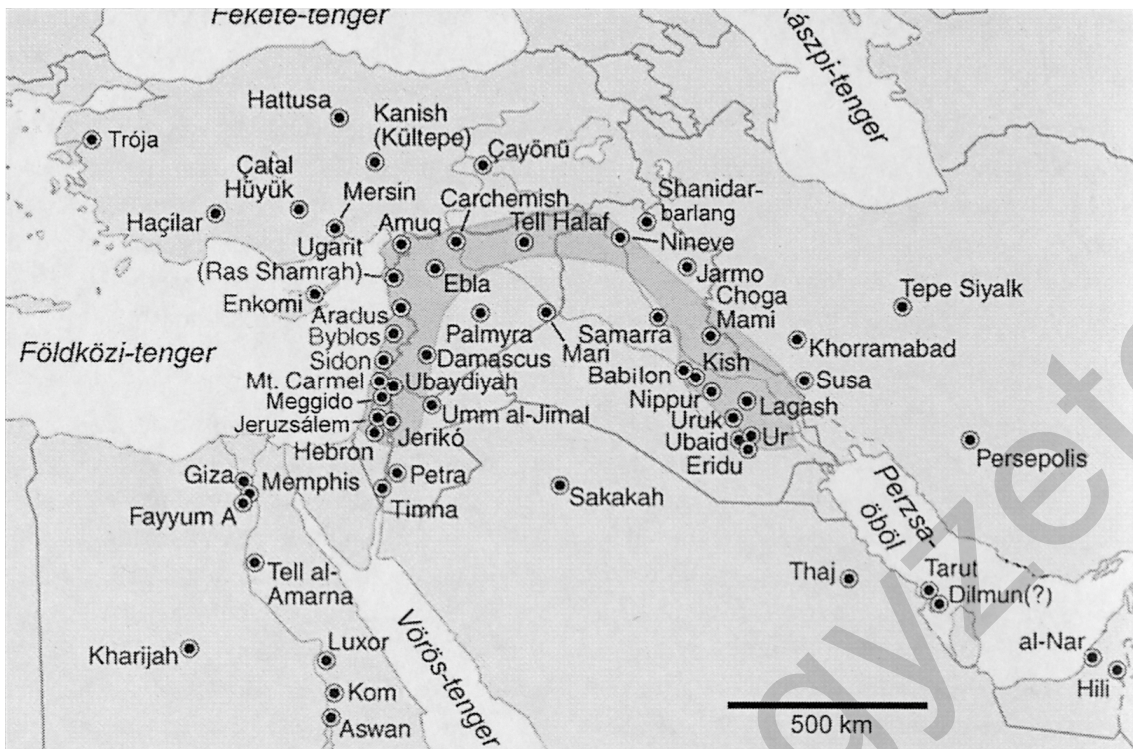 Fekete-tenger
Kászpi-tenger
Hattusa
Kanish
(Kültepe)
Trója
Çayönü
Çatal
Hüyük
Mersin
Carchemish
Shanidar-
barlang
Haçilar
Amuq
Tell Halaf
Ugarit
(Ras Shamrah)
Nineve
Ebla
Jarmo
Enkomi
Choga
Mami
Tepe Siyalk
Aradus
Byblos
Palmyra
Samarra
Földközi-tenger
Sidon
Damascus
Mari
Khorramabad
Kish
Mt. Carmel
Ubaydiyah
Babilon
Susa
Meggido
Nippur
Lagash
Umm al-Jimal
Jeruzsálem
Uruk
Jerikó
Ubaid
Ur
Hebron
Eridu
Persepolis
Giza
Memphis
Petra
Sakakah
Fayyum A
Timna
Perzsa-
öböl
Tell al-
Amarna
Thaj
Tarut
Dilmun(?)
Vörös-tenger
Kharijah
Luxor
al-Nar
Kom
Hili
Aswan
500 km
gyzet